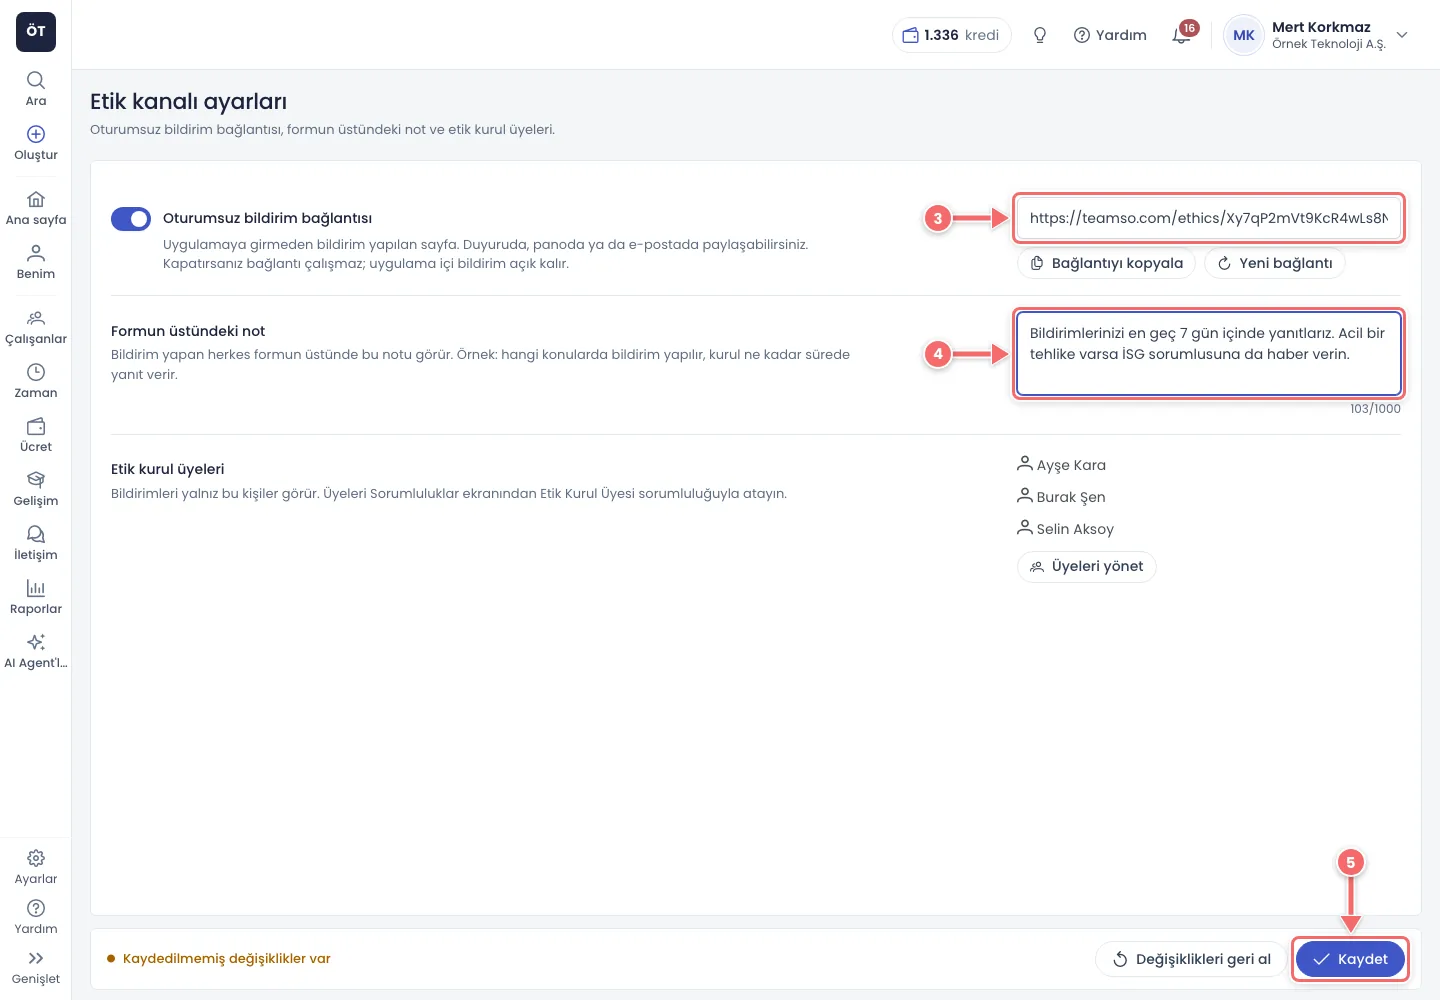 ÖT
Ara
Oluştur
Ana sayfa
Benim
Çalışanlar
Zaman
Ücret
Gelişim
İletişim
Raporlar
AI Agent'l...
Ayarlar
Yardım
Genişlet
1.336 kredi
Yardım
16
MK
Mert Korkmaz
Örnek Teknoloji A.Ş.
Etik kanalı ayarları
Oturumsuz bildirim bağlantısı, formun üstündeki not ve etik kurul üyeleri.
Oturumsuz bildirim bağlantısı
Uygulamaya girmeden bildirim yapılan sayfa. Duyuruda, panoda ya da e-postada paylaşabilirsiniz.
Kapatırsanız bağlantı çalışmaz; uygulama içi bildirim açık kalır.
3
https://teamso.com/ethics/Xy7qP2mVt9KcR4wLs8N
Bağlantıyı kopyala
Yeni bağlantı
Formun üstündeki not
Bildirim yapan herkes formun üstünde bu notu görür. Örnek: hangi konularda bildirim yapılır, kurul ne kadar sürede
yanıt verir.
4
Bildirimlerinizi en geç 7 gün içinde yanıtlarız. Acil bir
tehlike varsa İSG sorumlusuna da haber verin.
103/1000
Etik kurul üyeleri
Bildirimleri yalnız bu kişiler görür. Üyeleri Sorumluluklar ekranından Etik Kurul Üyesi sorumluluğuyla atayın.
Ayşe Kara
Burak Şen
Selin Aksoy
Üyeleri yönet
5
Kaydedilmemiş değişiklikler var
Değişiklikleri geri al
Kaydet